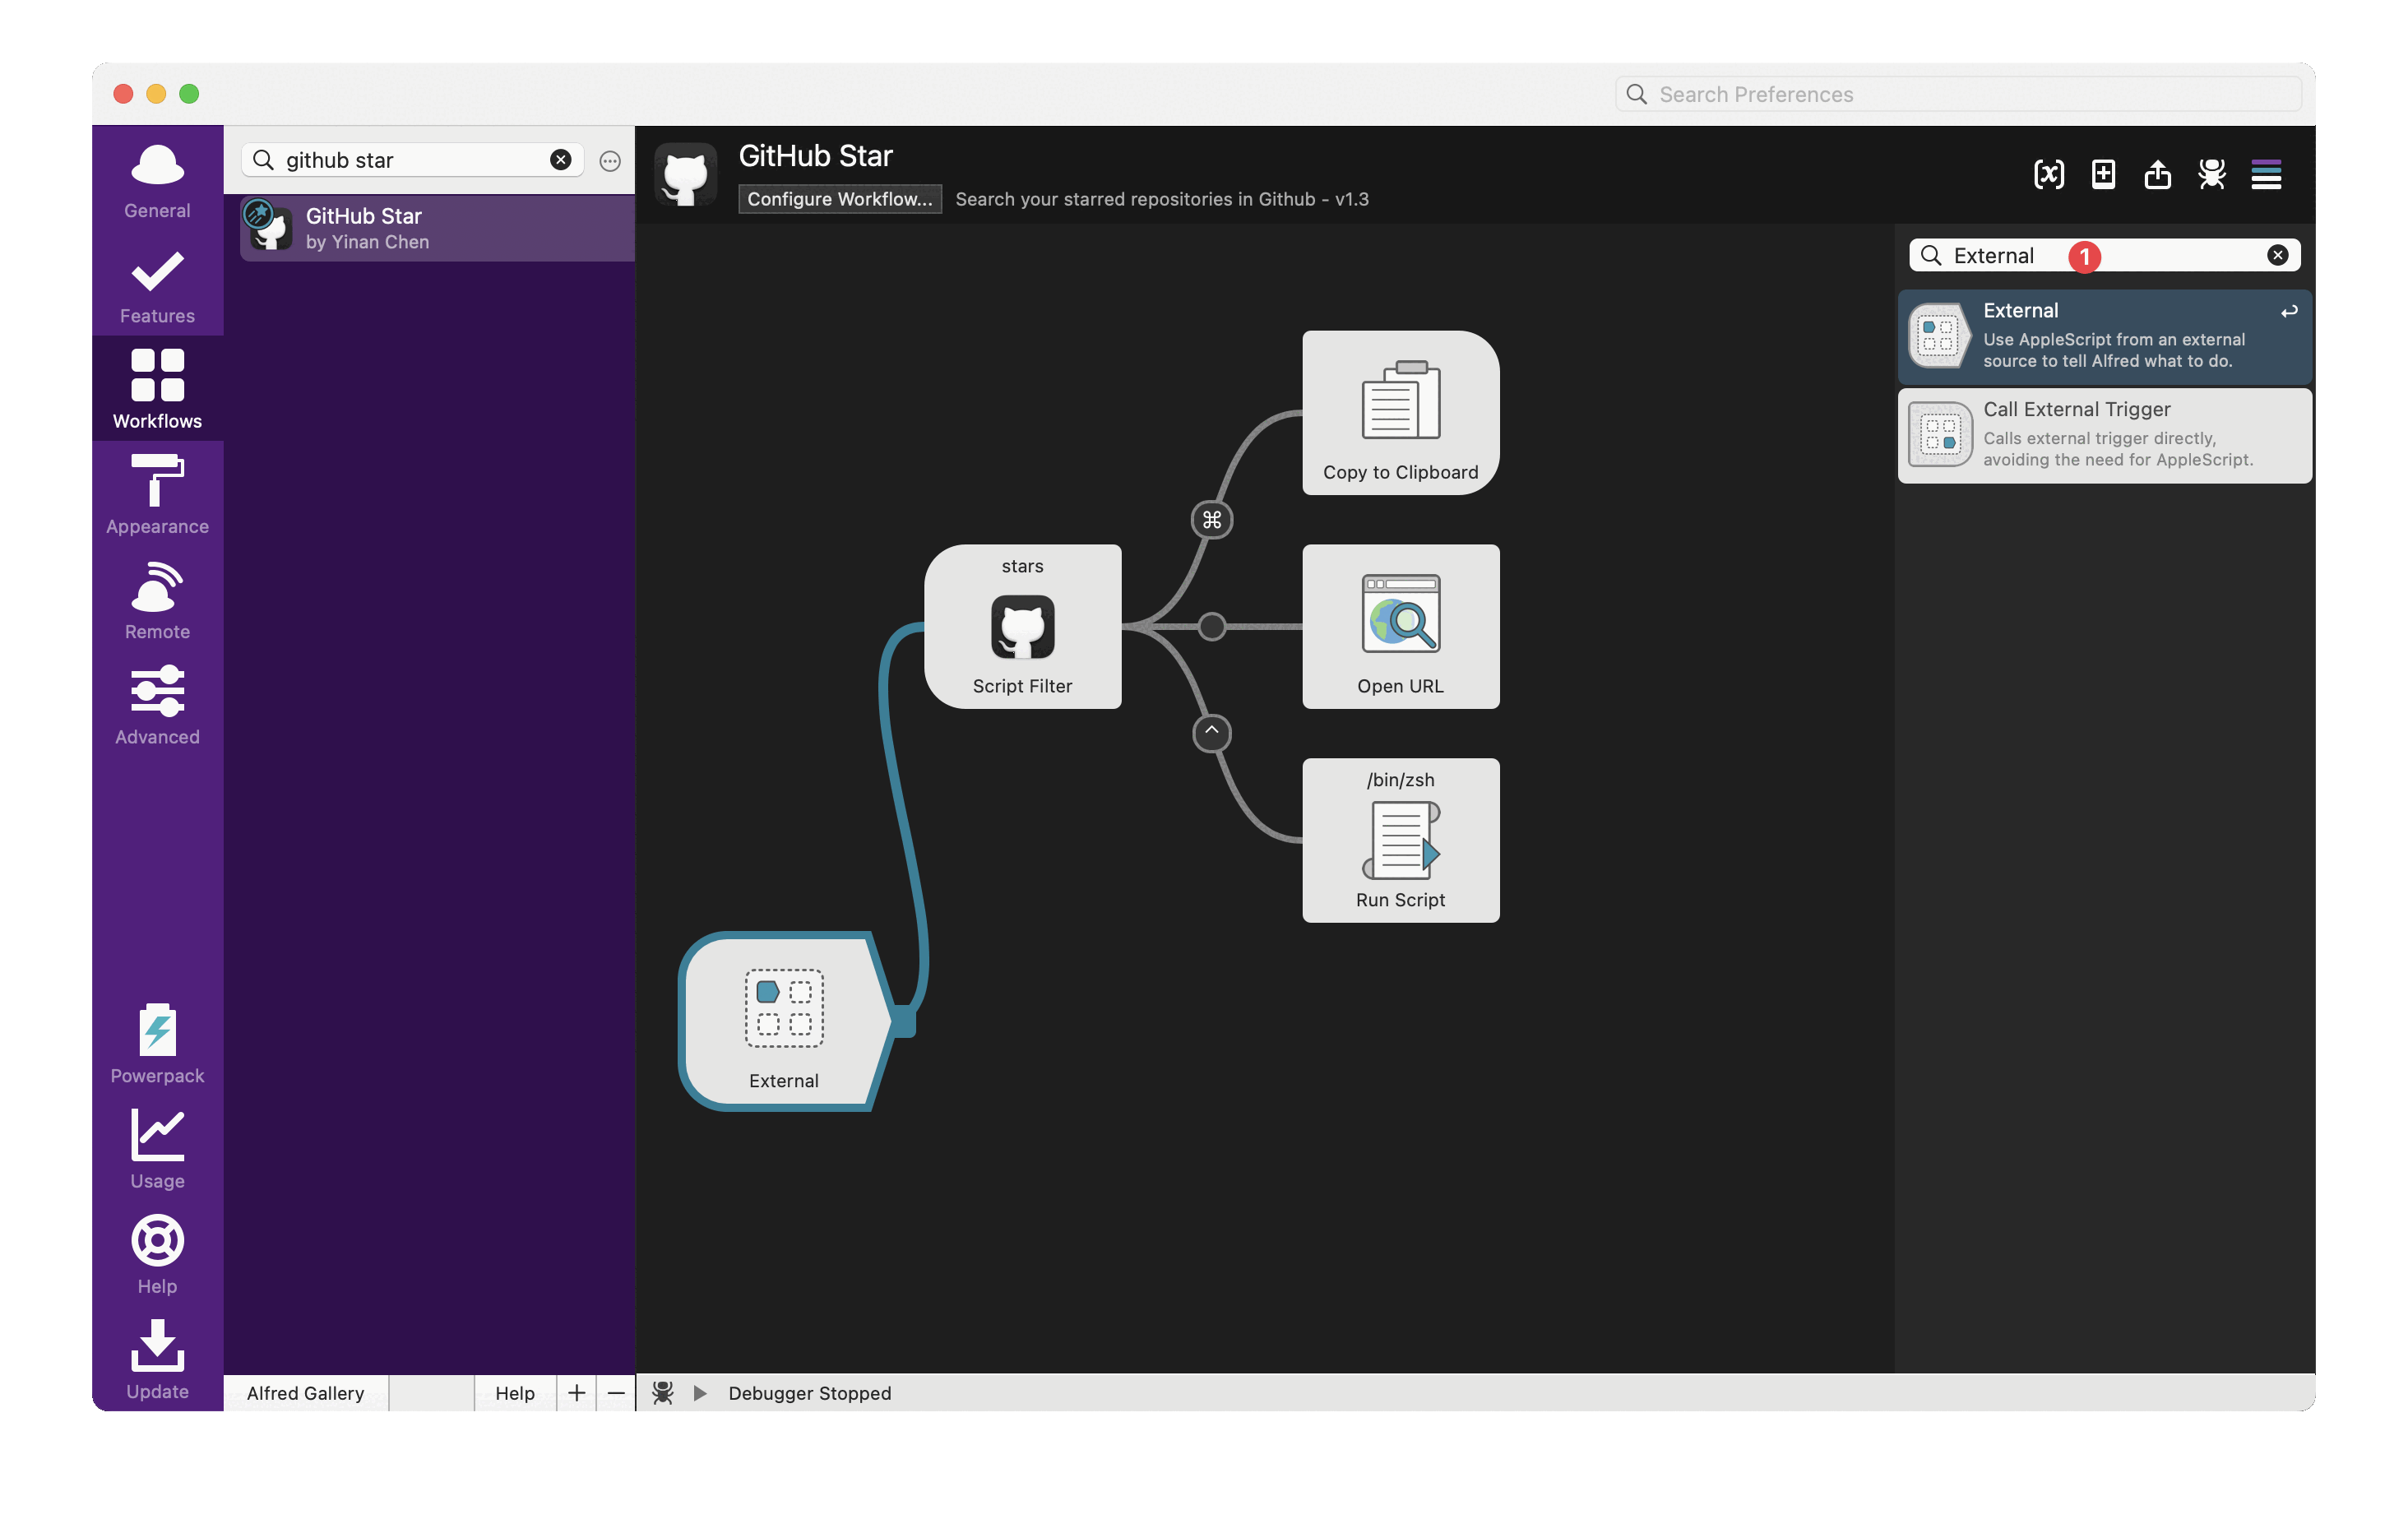 Search Preferences
General
Features
Workflows
Appearance
Remote
Advanced
Powerpack
Usage
Help
Update
github star
GitHub Star
by Yinan Chen
Alfred Gallery
Help
GitHub Star
Configure Workflow...
Search your starred repositories in Github - v1.3
Copy to Clipboard
⌘
stars
Script Filter
Open URL
^
/bin/zsh
Run Script
External
External
1
External
Use AppleScript from an external
source to tell Alfred what to do.
Call External Trigger
Calls external trigger directly,
avoiding the need for AppleScript.
Debugger Stopped